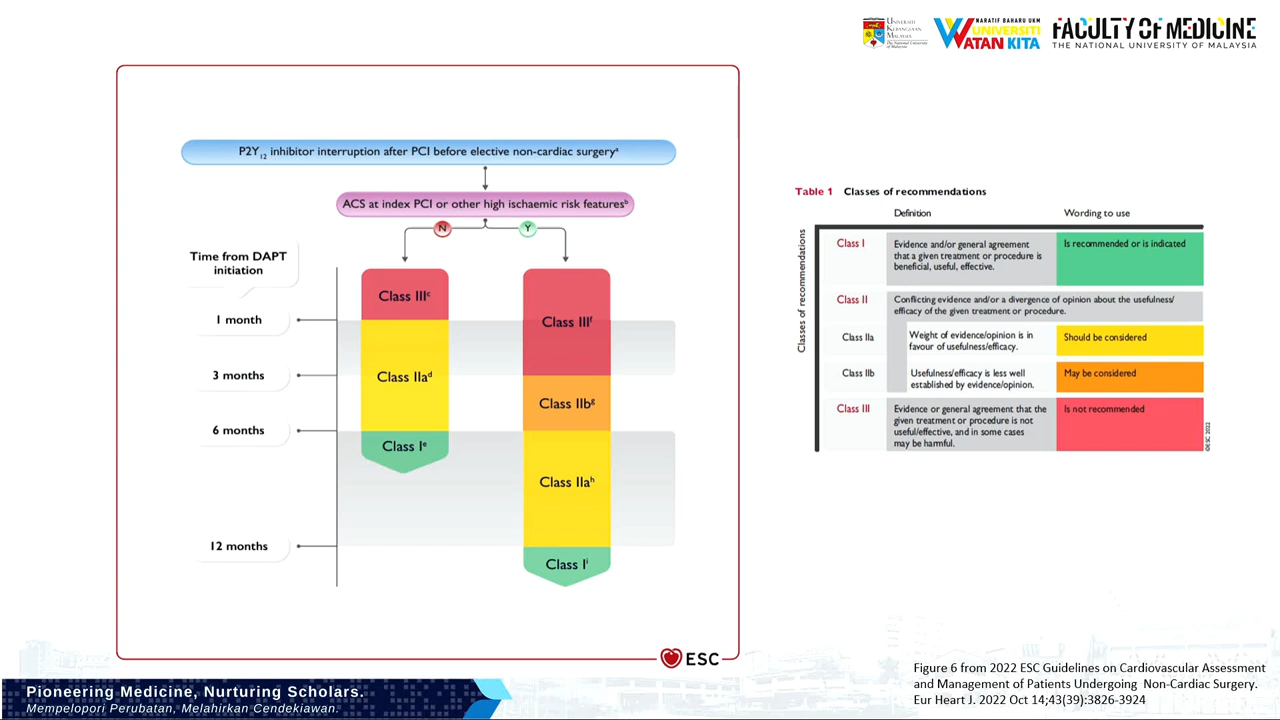 UNIVERSITI
KEBANGSAAN
MALAYSIA
The National University
of Malaysia
NARATIF BAHARU UKM
UNIVERSITI
WATAN KITA
FACULTY OF MEDICINE
THE NATIONAL UNIVERSITY OF MALAYSIA
P2Y₁₂ inhibitor interruption after PCI before elective non-cardiac surgeryᵃ
ACS at index PCI or other high ischaemic risk featuresᵇ
N
Y
Time from DAPT
initiation
1 month
3 months
6 months
12 months
Class IIIᶜ
Class IIaᵈ
Class Iᵉ
Class IIIᶠ
Class IIbᵍ
Class IIaʰ
Class Iⁱ
ESC
Table 1 Classes of recommendations
Definition
Wording to use
Classes of recommendations
Class I
Evidence and/or general agreement
that a given treatment or procedure is
beneficial, useful, effective.
Is recommended or is indicated
Class II
Conflicting evidence and/or a divergence of opinion about the usefulness/
efficacy of the given treatment or procedure.
Class IIa
Weight of evidence/opinion is in
favour of usefulness/efficacy.
Should be considered
Class IIb
Usefulness/efficacy is less well
established by evidence/opinion.
May be considered
Class III
Evidence or general agreement that the
given treatment or procedure is not
useful/effective, and in some cases
may be harmful.
Is not recommended
©ESC 2022
Figure 6 from 2022 ESC Guidelines on Cardiovascular Assessment
and Management of Patients Undergoing Non-Cardiac Surgery.
Eur Heart J. 2022 Oct 14;43(39):3826-3924
Pioneering Medicine, Nurturing Scholars.
Mempelopori Perubatan, Melahirkan Cendekiawan.